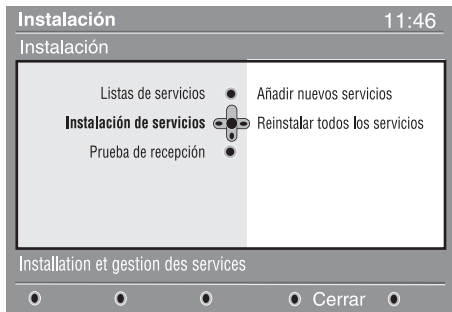 Instalación 11:46
Instalación
Listas de servicios Añadir nuevos servicios
Instalación de servicios Reinstalar todos los servicios
Prueba de recepción
Installation et gestion des services
Cerrar